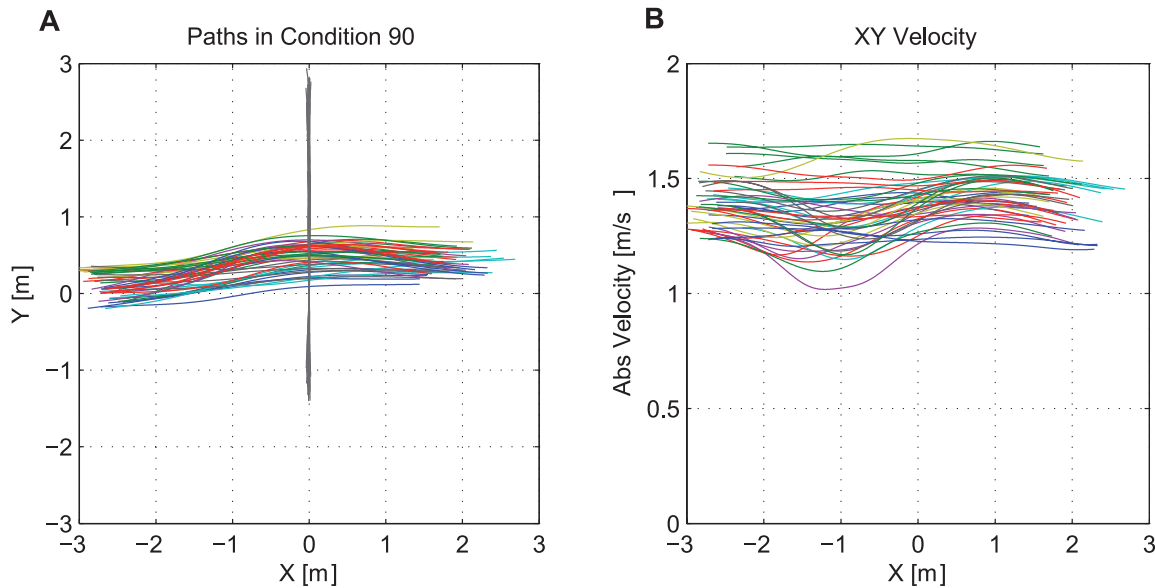 A
Paths in Condition 90
3
2
1
0
−1
−2
−3
Y [m]
−3 −2 −1 0 1 2 3
X [m]
B
XY Velocity
2
1.5
1
0.5
0
Abs Velocity [m/s ]
−3 −2 −1 0 1 2 3
X [m]